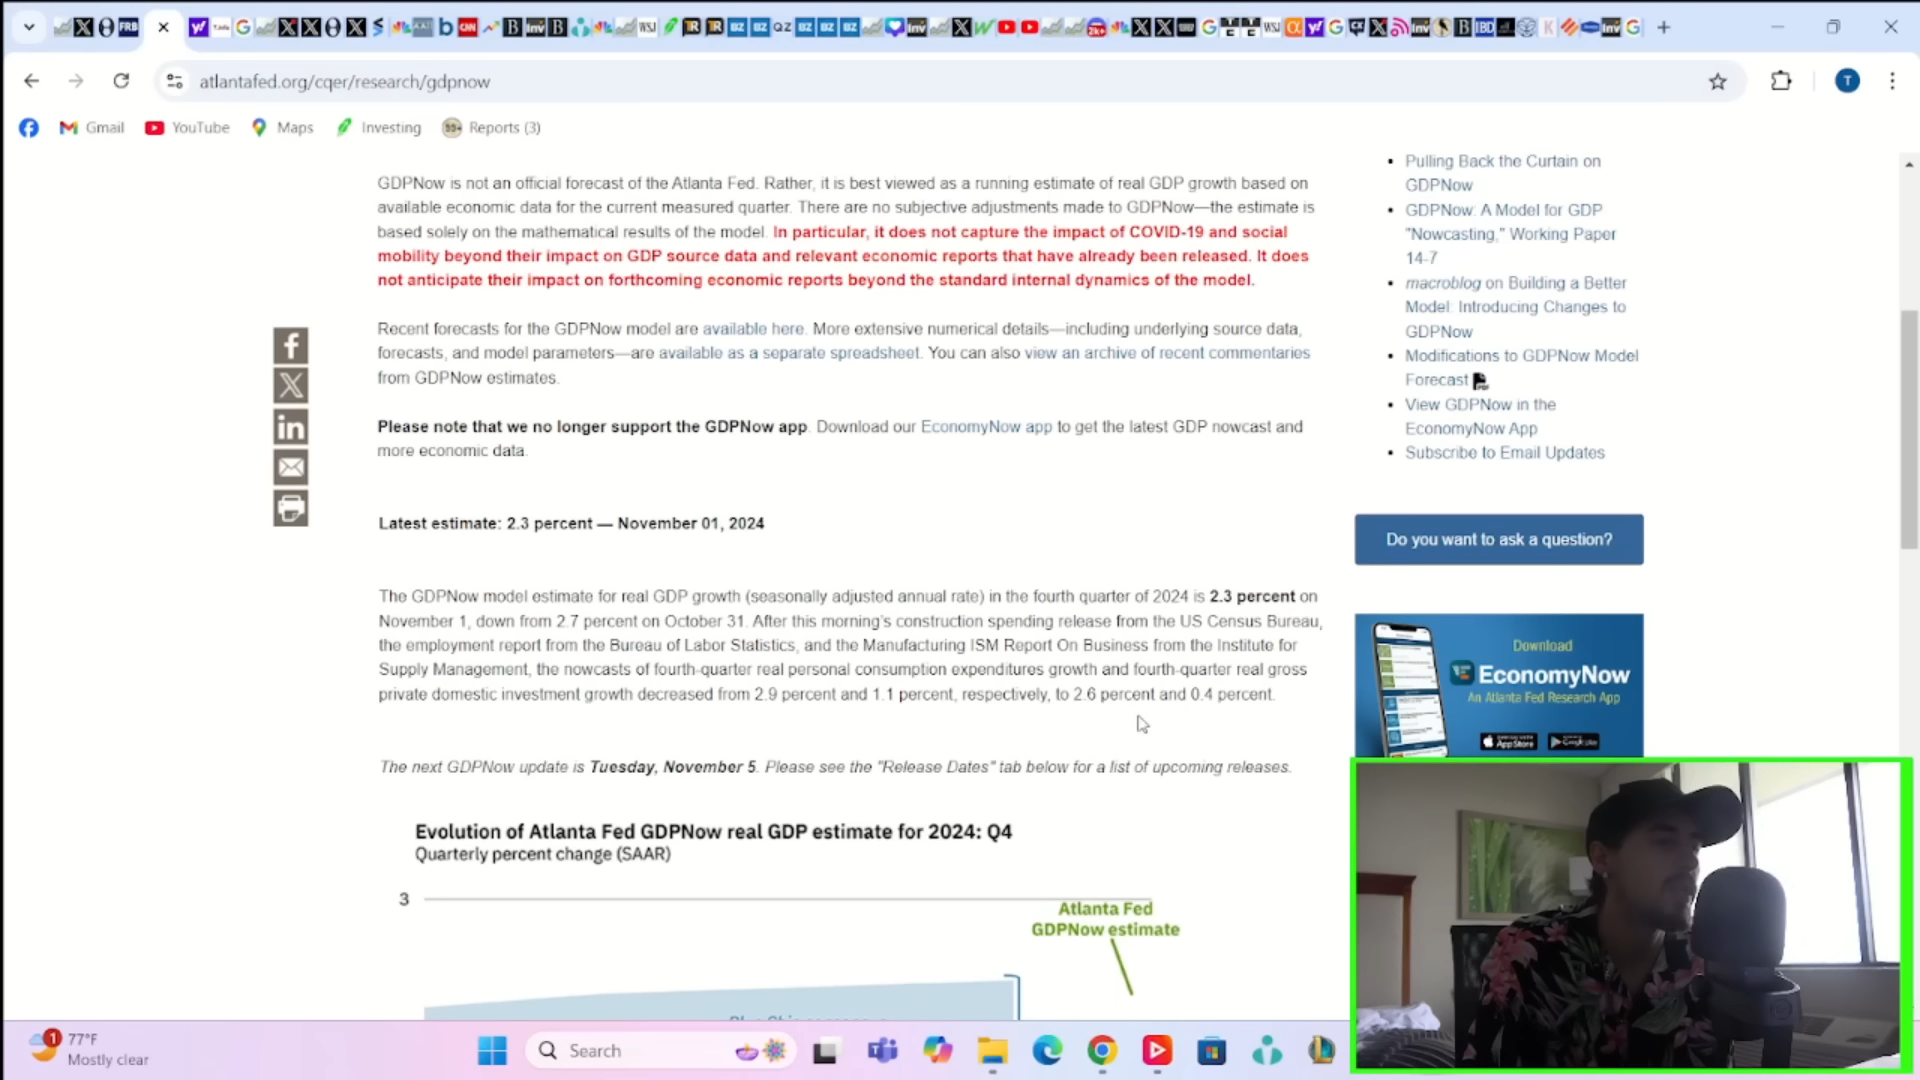 atlantafed.org/cqer/research/gdpnow
T
Gmail
YouTube
Maps
Investing
Reports (3)
GDPNow is not an official forecast of the Atlanta Fed. Rather, it is best viewed as a running estimate of real GDP growth based on
available economic data for the current measured quarter. There are no subjective adjustments made to GDPNow—the estimate is
based solely on the mathematical results of the model. In particular, it does not capture the impact of COVID-19 and social
mobility beyond their impact on GDP source data and relevant economic reports that have already been released. It does
not anticipate their impact on forthcoming economic reports beyond the standard internal dynamics of the model.
Recent forecasts for the GDPNow model are available here. More extensive numerical details—including underlying source data,
forecasts, and model parameters—are available as a separate spreadsheet. You can also view an archive of recent commentaries
from GDPNow estimates.
Please note that we no longer support the GDPNow app. Download our EconomyNow app to get the latest GDP nowcast and
more economic data.
Latest estimate: 2.3 percent — November 01, 2024
The GDPNow model estimate for real GDP growth (seasonally adjusted annual rate) in the fourth quarter of 2024 is 2.3 percent on
November 1, down from 2.7 percent on October 31. After this morning's construction spending release from the US Census Bureau,
the employment report from the Bureau of Labor Statistics, and the Manufacturing ISM Report On Business from the Institute for
Supply Management, the nowcasts of fourth-quarter real personal consumption expenditures growth and fourth-quarter real gross
private domestic investment growth decreased from 2.9 percent and 1.1 percent, respectively, to 2.6 percent and 0.4 percent.
The next GDPNow update is Tuesday, November 5. Please see the "Release Dates" tab below for a list of upcoming releases.
Evolution of Atlanta Fed GDPNow real GDP estimate for 2024: Q4
Quarterly percent change (SAAR)
3
Atlanta Fed
GDPNow estimate
Pulling Back the Curtain on
GDPNow
GDPNow: A Model for GDP
"Nowcasting," Working Paper
14-7
macroblog on Building a Better
Model: Introducing Changes to
GDPNow
Modifications to GDPNow Model
Forecast
View GDPNow in the
EconomyNow App
Subscribe to Email Updates
Do you want to ask a question?
Download
EconomyNow
An Atlanta Fed Research App
App Store
Google play
1
77°F
Mostly clear
Search